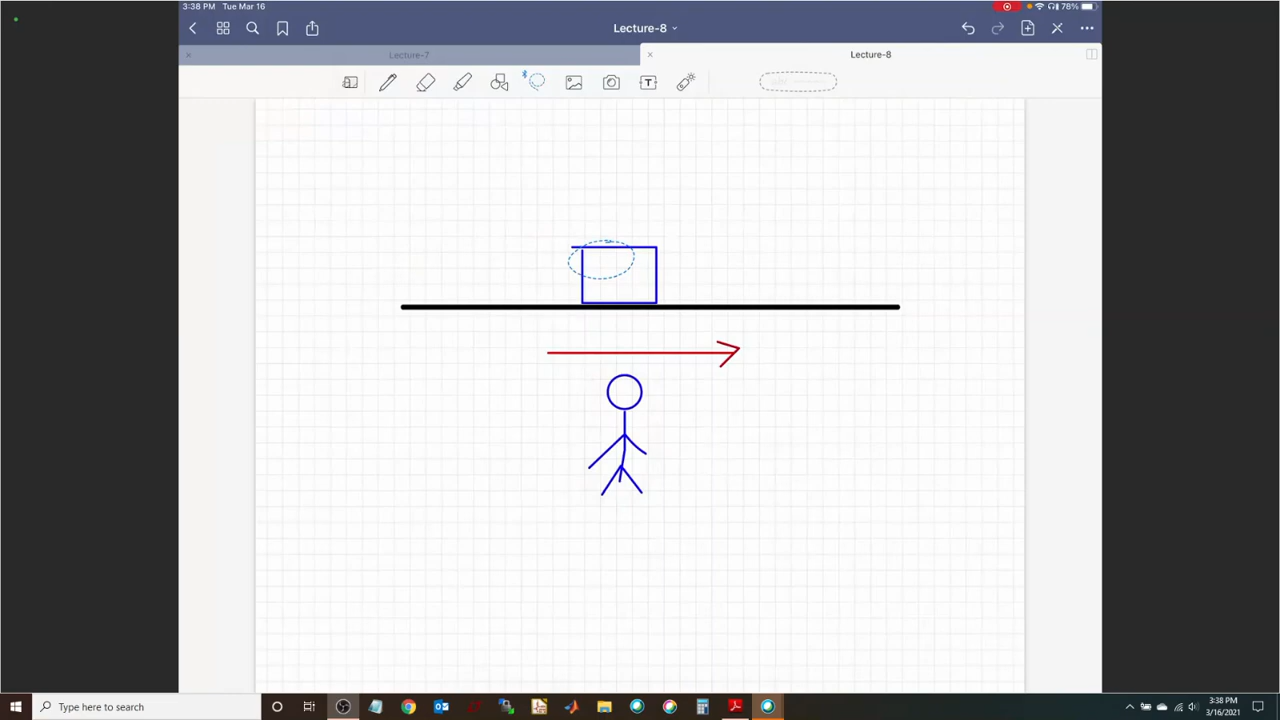 3:38 PM Tue Mar 16
78%
Lecture-8
Lecture-7
Lecture-8
T
Type here to search
3:38 PM
3/16/2021